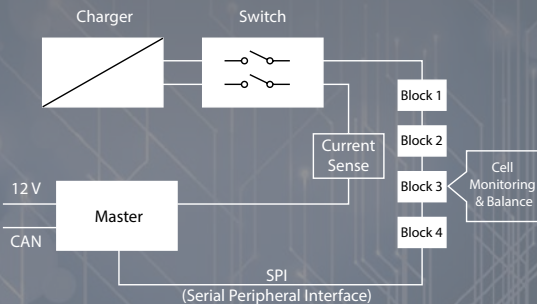 Charger
Switch
Block 1
Block 2
Current
Sense
Block 3
Cell
Monitoring
& Balance
12 V
Master
CAN
Block 4
SPI
(Serial Peripheral Interface)